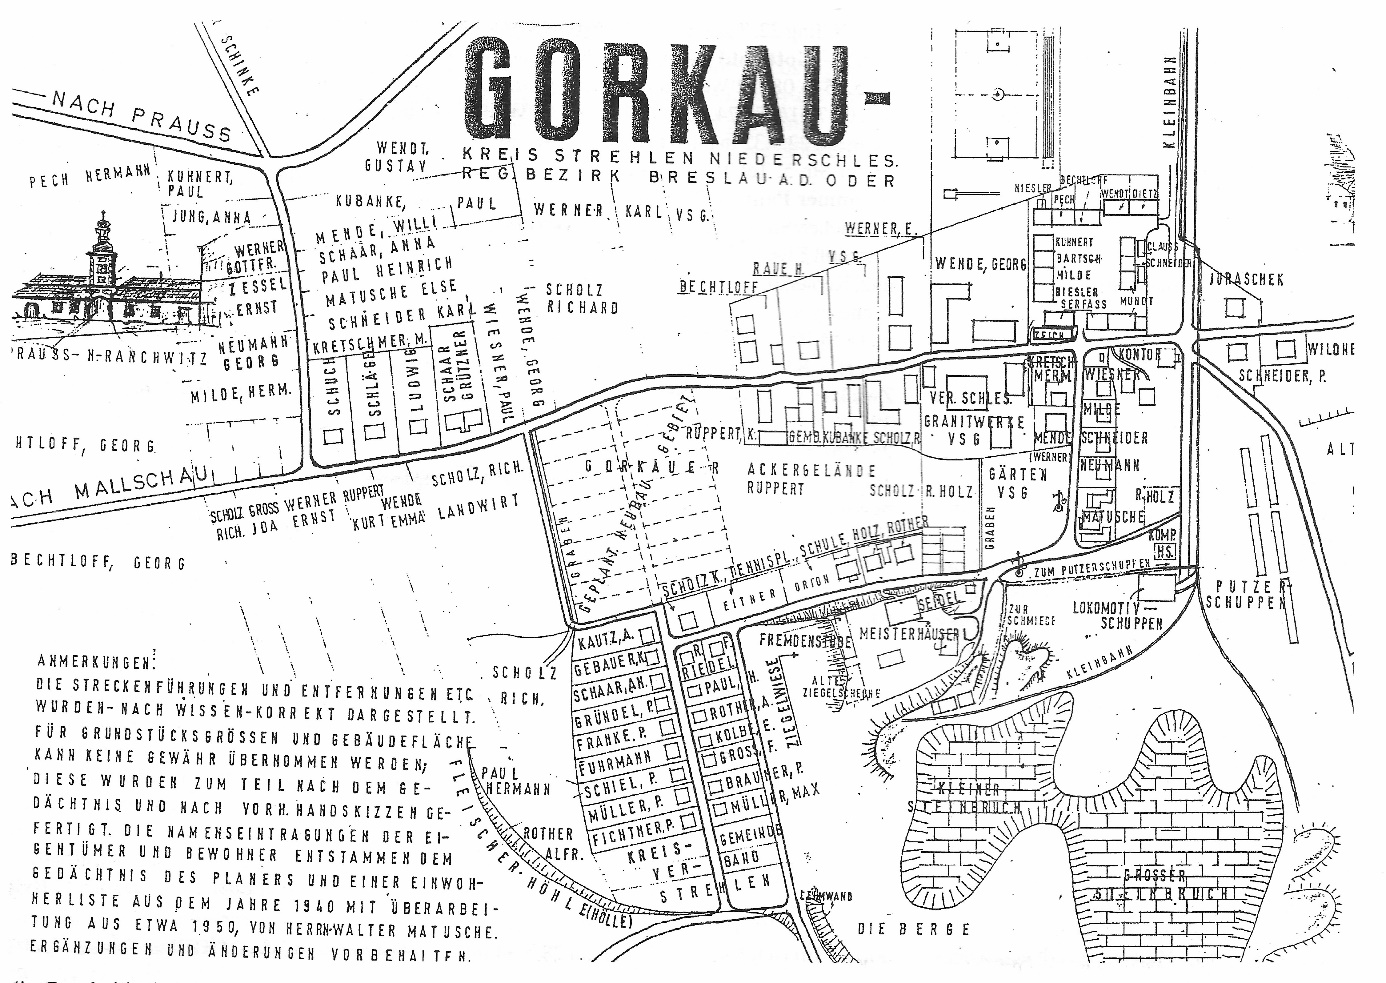 GORKAU-
KREIS STREHLEN NIEDERSCHLES.
REG. BEZIRK BRESLAU A.D. ODER
SCHINKE
NACH PRAUSS
WENDT,
GUSTAV
KLEINBAHN
PECH HERMANN
KUHNERT,
PAUL
JUNG, ANNA
WERNER
GOTTFR.
ZESSEL
ERNST
NEUMANN
GEORG
MILDE, HERM.
PRAUSS-H-RANCHWITZ
KUBANKE,
PAUL
MENDE, WILLI
SCHAAR, ANNA
PAUL HEINRICH
MATUSCHE ELSE
SCHNEIDER KARL,
KRETSCHMER, M.
WERNER, KARL, VSG.
SCHOLZ
RICHARD
SCHUCH
SCHLÄGEL
LUDWIG
SCHAAR
GRÜTZNER
WIESNER, PAUL
WENDE, GEORG
BECHTLOFF
RAUE H.
V.S.G.
WERNER, E.
WENDE, GEORG
NIESLER
BECHTLOFF
PECH
WENDT
DIETZ
KUHNERT
BARTSCH
MILDE
BIESLER
SERFASS
MUNDT
CLAUSS
SCHNEIDER
JURASCHEK
WILDNE
SCHNEIDER, P.
HTLOFF, GEORG
ACH MALLSCHAU
SCHOLZ
RICH.
GROSS
JDA
WERNER
ERNST
RUPPERT
KURT
WENDE
EMMA
SCHOLZ, RICH.
LANDWIRT
BECHTLOFF, GEORG
GORKAUER
GEPLANT NEUBAU GEBIET
GRABEN
RUPPERT, K.
GEMB. KUBANKE SCHOLZ, R.
VER. SCHLES.
GRANITWERKE
VSG
KRETSCH
MERM.
KONTOR
WIESNER
MILDE
MENDE
(WERNER)
SCHNEIDER
NEUMANN
R. HOLZ
MATUSCHE
KOMP.
HS.
ACKERGELÄNDE
RUPPERT
SCHOLZ-R. HOLZ
GÄRTEN
VSG
GRABEN
ALT
SCHOLZ K., TENNISPL., SCHULE, HOLZ, ROTHER
EITNER
ORTON
ZUM PUTZERSCHUPPEN
PUTZER-
SCHUPPEN
LOKOMOTIV-
SCHUPPEN
ZUR
SCHMIEDE
SEIDEL
MEISTERHÄUSER
FREMDENSTUBE
ALTE
ZIEGELSCHEUNE
ZIEGELWIESE
KLEINBAHN
SCHOLZ
RICH.
KAUTZ, A.
GEBAUER, K.
SCHAAR, AN.
GRÜNDEL, P.
FRANKE, P.
FUHRMANN
SCHIEL, P.
MÜLLER, P.
FICHTNER, P.
KREIS-
VER-
STREHLEN
R. F.
RIEDEL
PAUL, H.
ROTHER, A.
KOLBE, E.
GROSS, F.
BRAUNER, P.
MÜLLER, MAX
GEMEINDE
BAND
PAUL
HERMANN
ROTHER
ALFR.
FLEISCHER-HÖHLE (HÖLLE)
LEHMWAND
DIE BERGE
KLEINER
STEINBRUCH
GROSSER
STEINBRUCH
ANMERKUNGEN:
DIE STRECKENFÜHRUNGEN UND ENTFERNUNGEN ETC.
WURDEN-NACH WISSEN-KORREKT DARGESTELLT.
FÜR GRUNDSTÜCKSGRÖSSEN UND GEBÄUDEFLÄCHE
KANN KEINE GEWÄHR ÜBERNOMMEN WERDEN;
DIESE WURDEN ZUM TEIL NACH DEM GE-
DÄCHTNIS UND NACH VORH. HANDSKIZZEN GE-
FERTIGT. DIE NAMENSEINTRAGUNGEN DER EI-
GENTÜMER UND BEWOHNER ENTSTAMMEN DEM
GEDÄCHTNIS DES PLANERS UND EINER EINWOH-
NERLISTE AUS DEM JAHRE 1940 MIT ÜBERARBEI-
TUNG AUS ETWA 1950, VON HERRN-WALTER MATUSCHE.
ERGÄNZUNGEN UND ÄNDERUNGEN VORBEHALTEN.